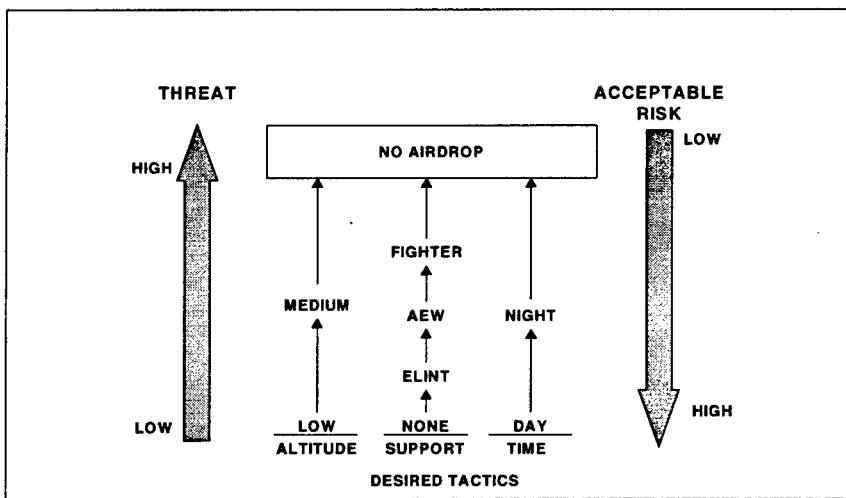 THREAT
ACCEPTABLE
RISK
LOW
NO AIRDROP
HIGH
FIGHTER
MEDIUM
AEW
NIGHT
ELINT
HIGH
LOW
LOW
NONE
DAY
ALTITUDE
SUPPORT
TIME
DESIRED TACTICS